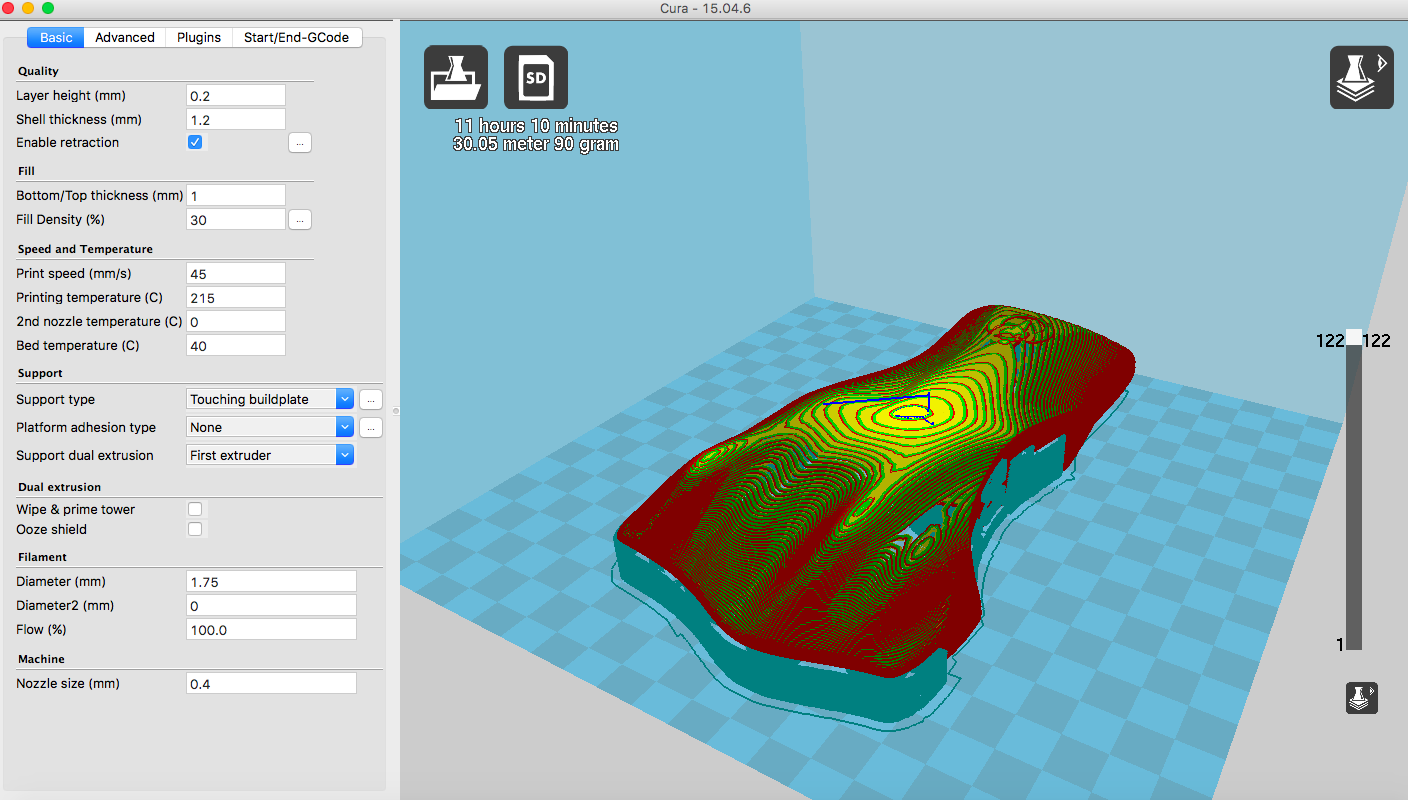 Cura - 15.04.6
Basic Advanced Plugins Start/End-GCode
Quality
Layer height (mm) 0.2
Shell thickness (mm) 1.2
Enable retraction ...
Fill
Bottom/Top thickness (mm) 1
Fill Density (%) 30 ...
Speed and Temperature
Print speed (mm/s) 45
Printing temperature (C) 215
2nd nozzle temperature (C) 0
Bed temperature (C) 40
Support
Support type Touching buildplate ...
Platform adhesion type None ...
Support dual extrusion First extruder
Dual extrusion
Wipe & prime tower
Ooze shield
Filament
Diameter (mm) 1.75
Diameter2 (mm) 0
Flow (%) 100.0
Machine
Nozzle size (mm) 0.4
SD
11 hours 10 minutes
30.05 meter 90 gram
122 122
1